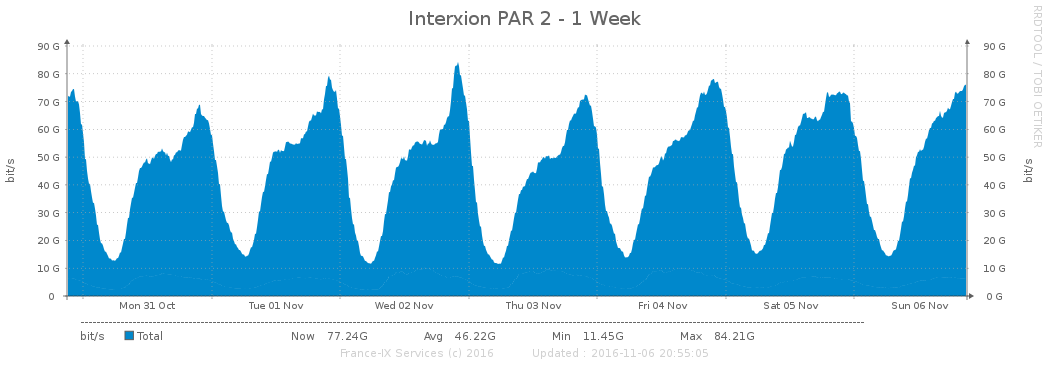 Interxion PAR 2 - 1 Week
RRDTOOL / TOBI OETIKER
bit/s
90 G
80 G
70 G
60 G
50 G
40 G
30 G
20 G
10 G
0
90 G
80 G
70 G
60 G
50 G
40 G
30 G
20 G
10 G
0 G
bit/s
Mon 31 Oct Tue 01 Nov Wed 02 Nov Thu 03 Nov Fri 04 Nov Sat 05 Nov Sun 06 Nov
bit/s Total Now 77.24G Avg 46.22G Min 11.45G Max 84.21G
France-IX Services (c) 2016 Updated : 2016-11-06 20:55:05